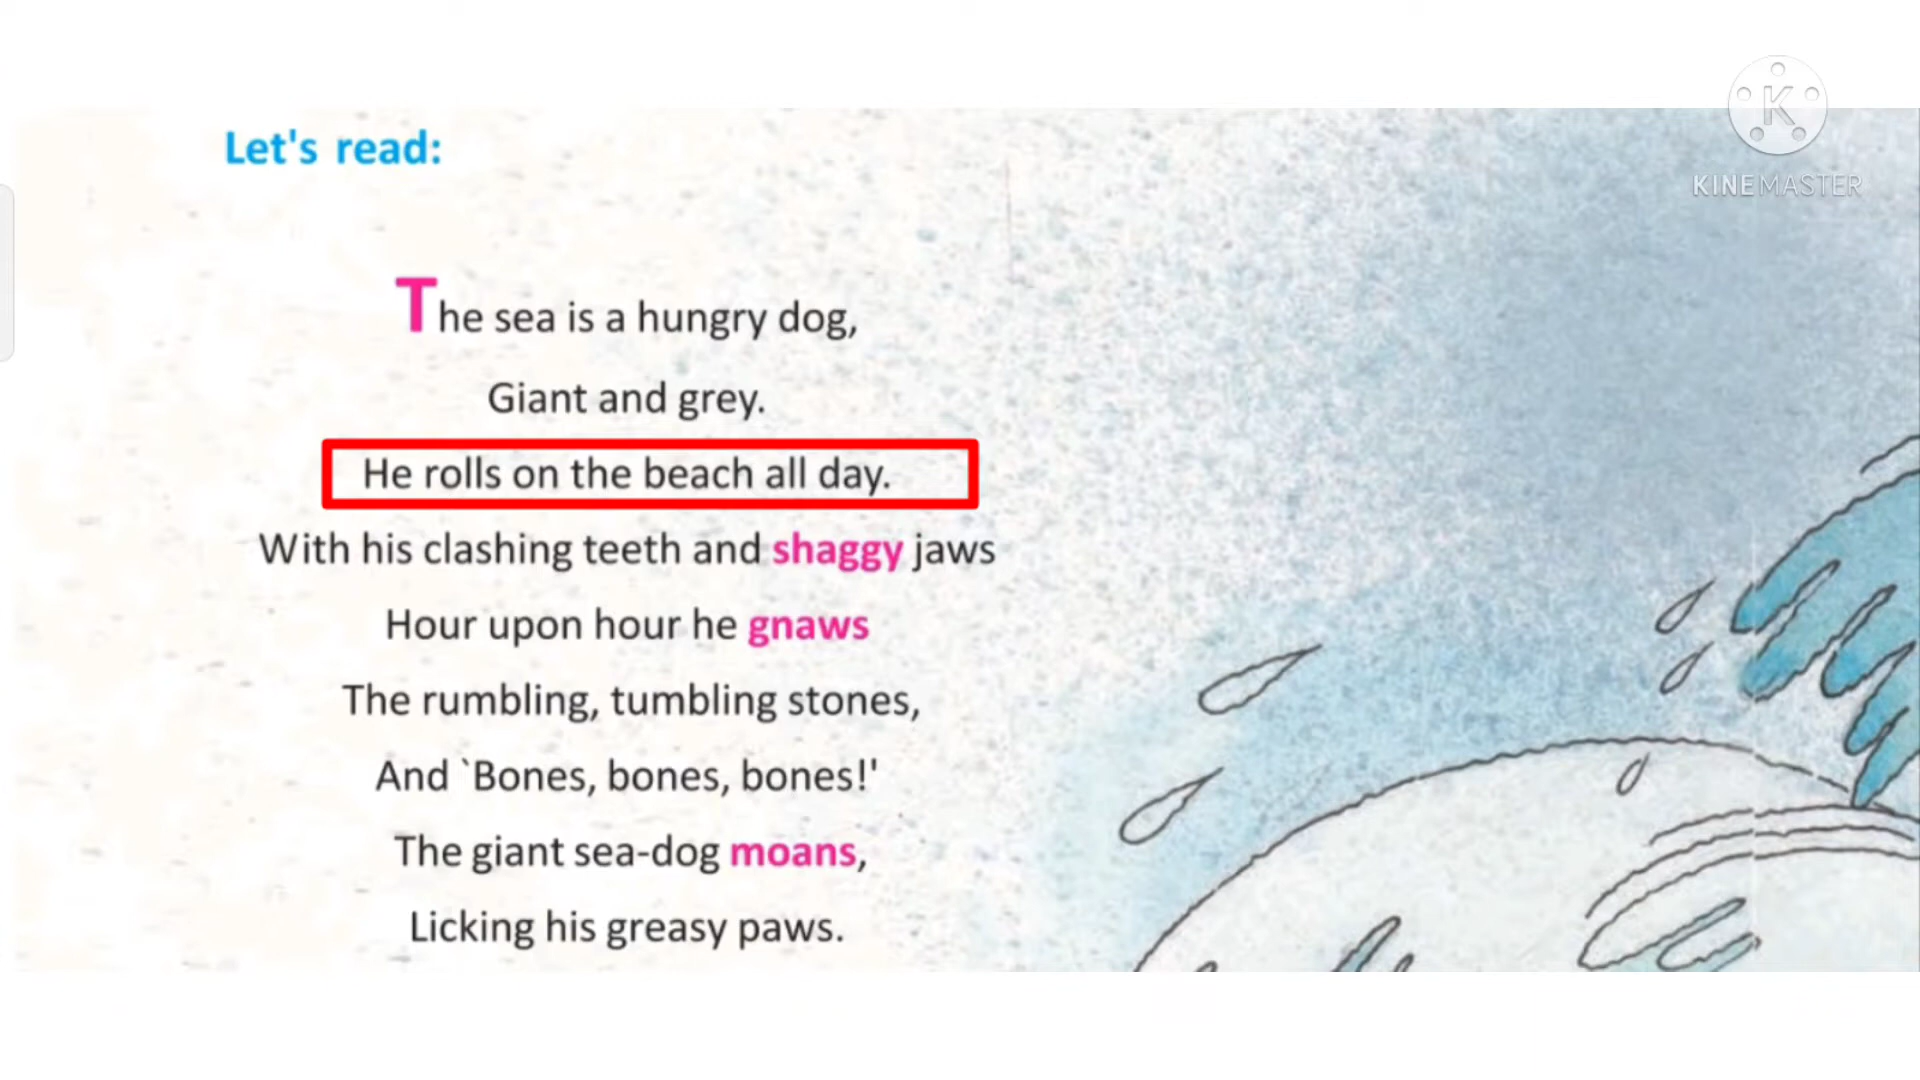 Let's read:
The sea is a hungry dog,
Giant and grey.
He rolls on the beach all day.
With his clashing teeth and shaggy jaws
Hour upon hour he gnaws
The rumbling, tumbling stones,
And `Bones, bones, bones!'
The giant sea-dog moans,
Licking his greasy paws.
K
KINEMASTER